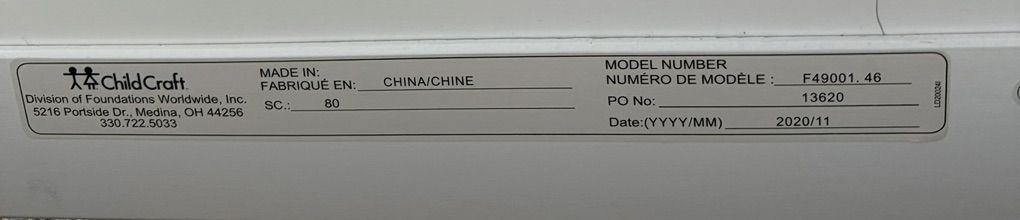 ChildCraft
Division of Foundations Worldwide, Inc.
5216 Portside Dr., Medina, OH 44256
330.722.5033
MADE IN:
FABRIQUÉ EN: CHINA/CHINE
SC.: 80
MODEL NUMBER
NUMÉRO DE MODÈLE : F49001. 46
PO No: 13620
Date:(YYYY/MM) 2020/11